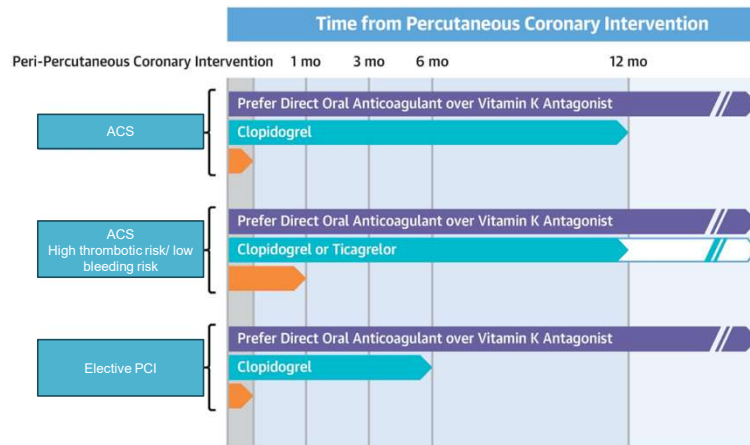 Time from Percutaneous Coronary Intervention
Peri-Percutaneous Coronary Intervention 1 mo 3 mo 6 mo 12 mo
Prefer Direct Oral Anticoagulant over Vitamin K Antagonist
ACS
Clopidogrel
Prefer Direct Oral Anticoagulant over Vitamin K Antagonist
ACS
High thrombotic risk/ low
bleeding risk
Clopidogrel or Ticagrelor
Prefer Direct Oral Anticoagulant over Vitamin K Antagonist
Elective PCI
Clopidogrel